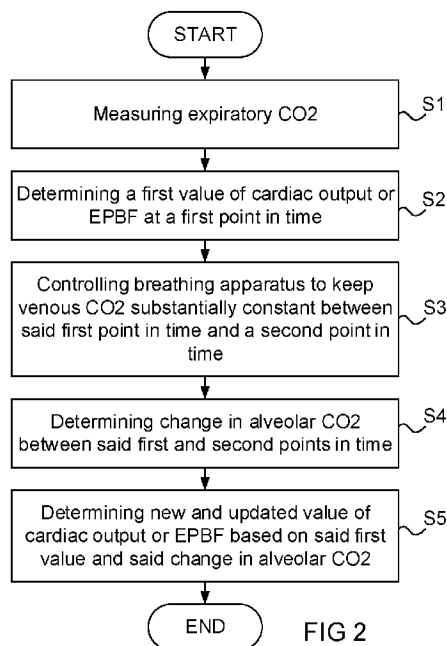 START
Measuring expiratory CO2
S1
Determining a first value of cardiac output or
EPBF at a first point in time
S2
Controlling breathing apparatus to keep
venous CO2 substantially constant between
said first point in time and a second point in
time
S3
Determining change in alveolar CO2
between said first and second points in time
S4
Determining new and updated value of
cardiac output or EPBF based on said first
value and said change in alveolar CO2
S5
END
FIG 2